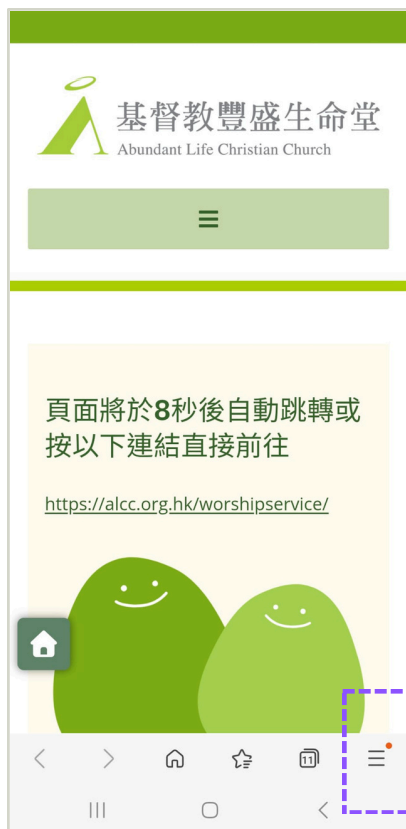 基督教豐盛生命堂
Abundant Life Christian Church
頁面將於8秒後自動跳轉或
按以下連結直接前往
https://alcc.org.hk/worshipservice/
11